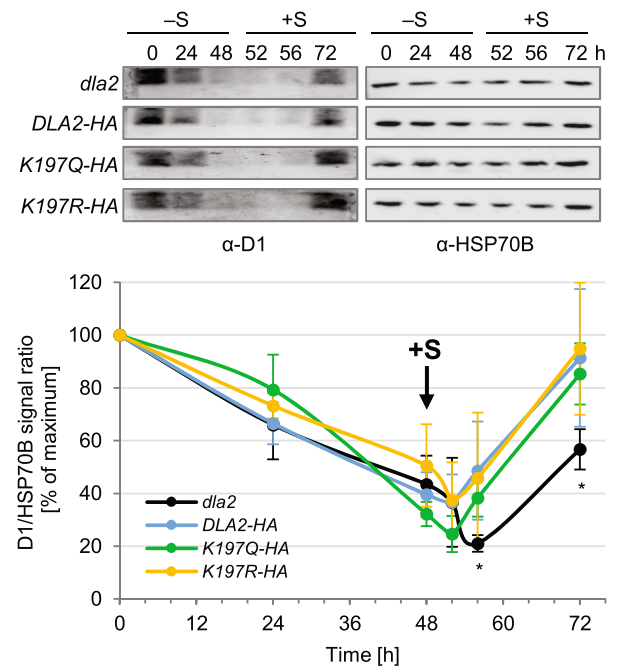 –S +S –S +S
0 24 48 52 56 72 0 24 48 52 56 72 h
dla2
DLA2-HA
K197Q-HA
K197R-HA
α-D1 α-HSP70B
D1/HSP70B signal ratio
[% of maximum]
120
100
80
60
40
20
0
+S
dla2
DLA2-HA
K197Q-HA
K197R-HA
*
*
0 24 36 48 60 72
Time [h]